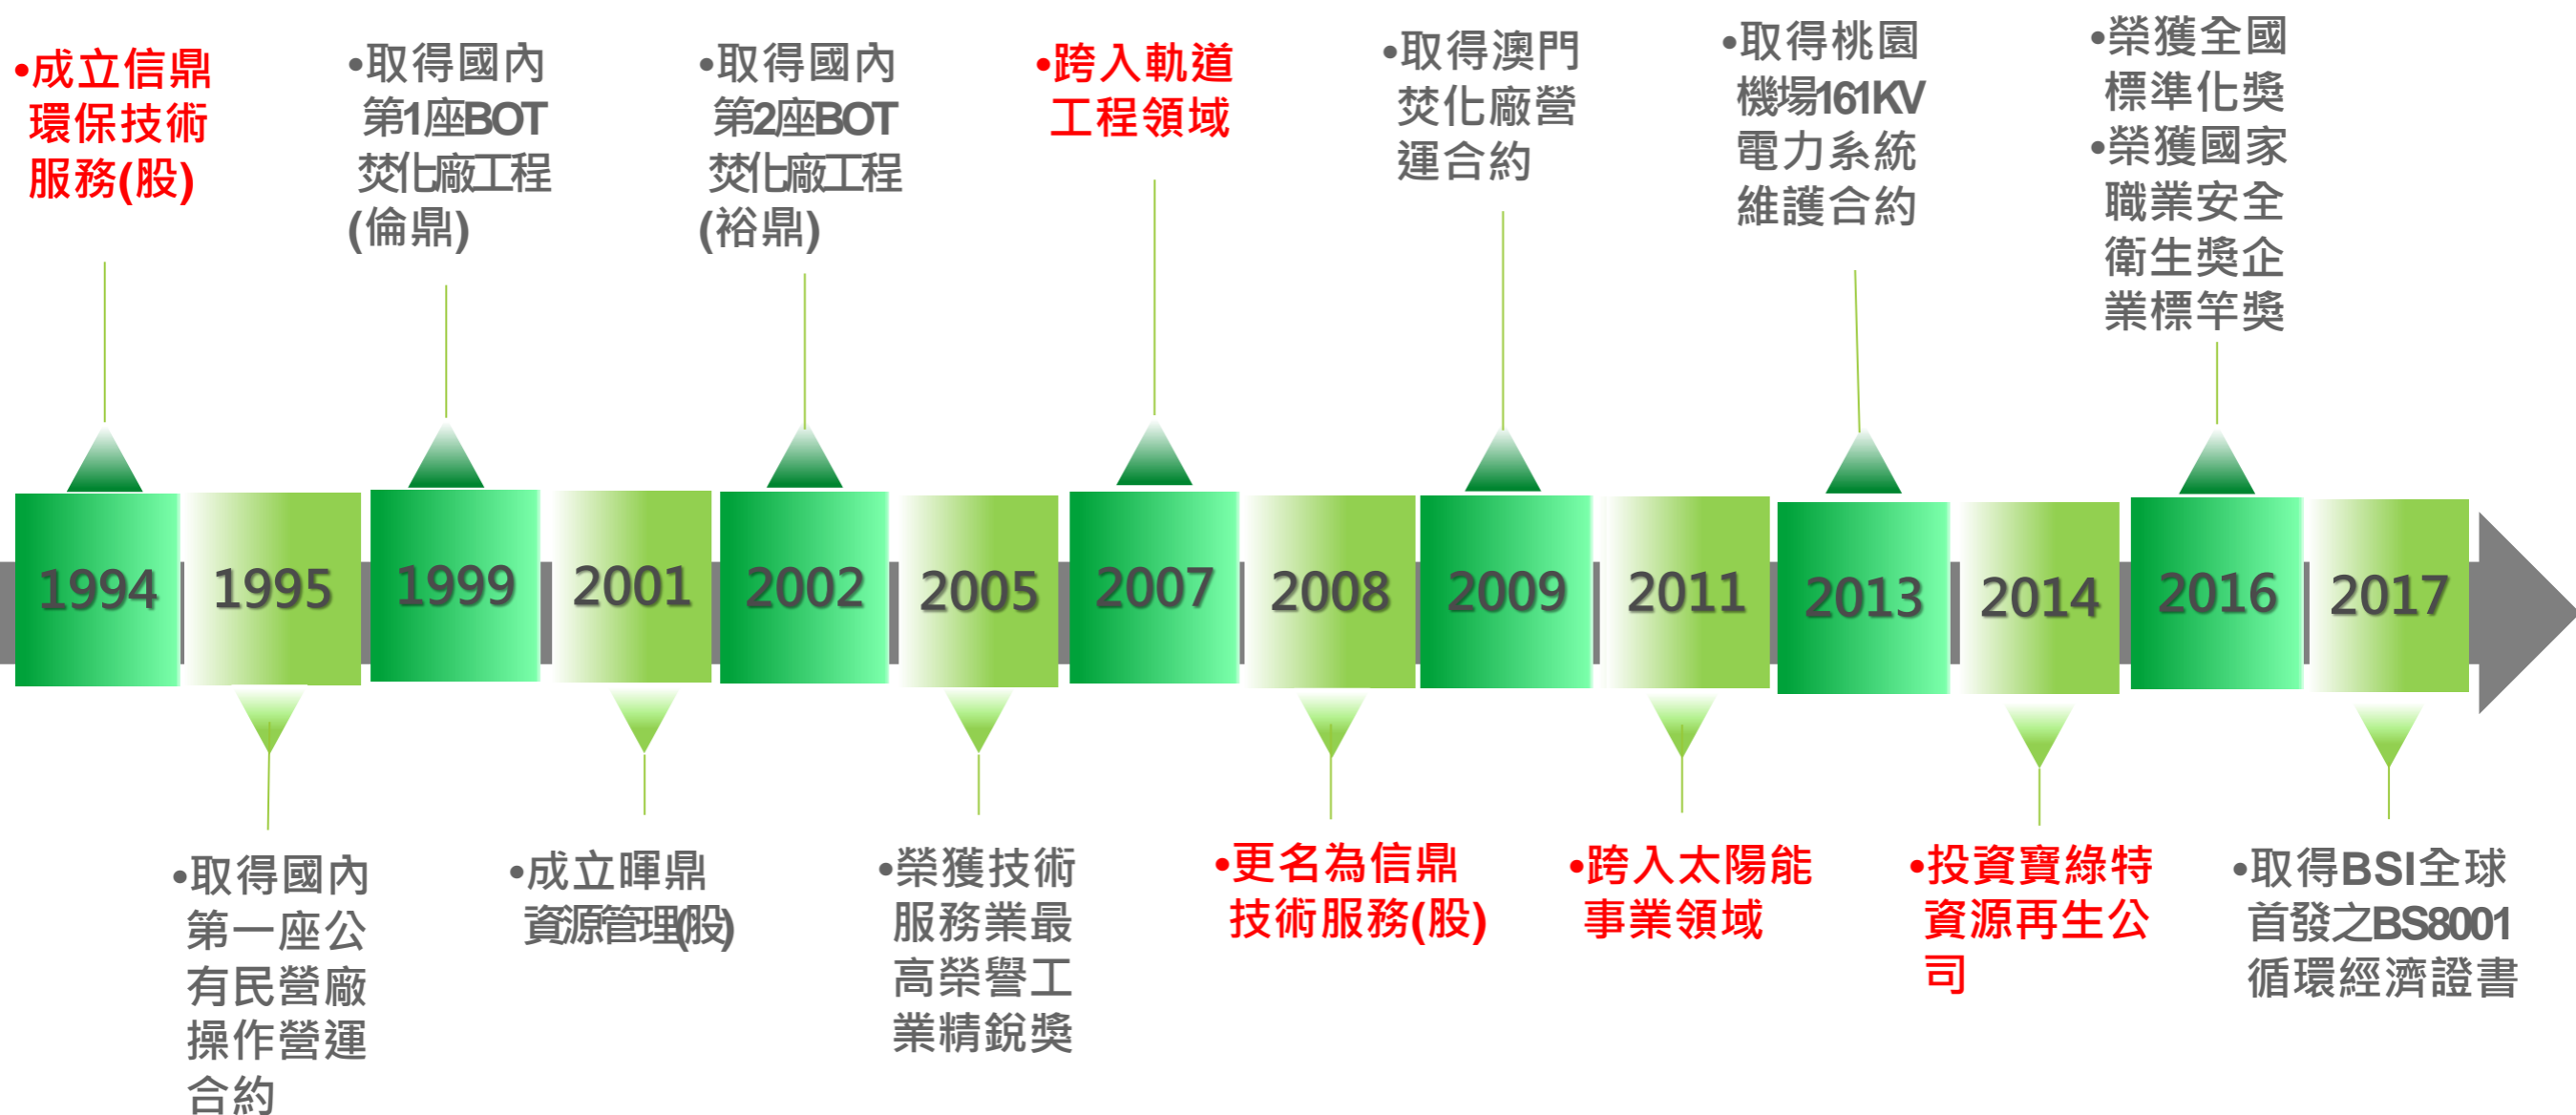 •成立信鼎
環保技術
服務(股)
•取得國內
第1座BOT
焚化廠工程
(倫鼎)
•取得國內
第2座BOT
焚化廠工程
(裕鼎)
•跨入軌道
工程領域
•取得澳門
焚化廠營
運合約
•取得桃園
機場161KV
電力系統
維護合約
•榮獲全國
標準化獎
•榮獲國家
職業安全
衛生獎企
業標竿獎
1994
1995
1999
2001
2002
2005
2007
2008
2009
2011
2013
2014
2016
2017
•取得國內
第一座公
有民營廠
操作營運
合約
•成立暉鼎
資源管理(股)
•榮獲技術
服務業最
高榮譽工
業精銳獎
•更名為信鼎
技術服務(股)
•跨入太陽能
事業領域
•投資寶綠特
資源再生公
司
•取得BSI全球
首發之BS8001
循環經濟證書